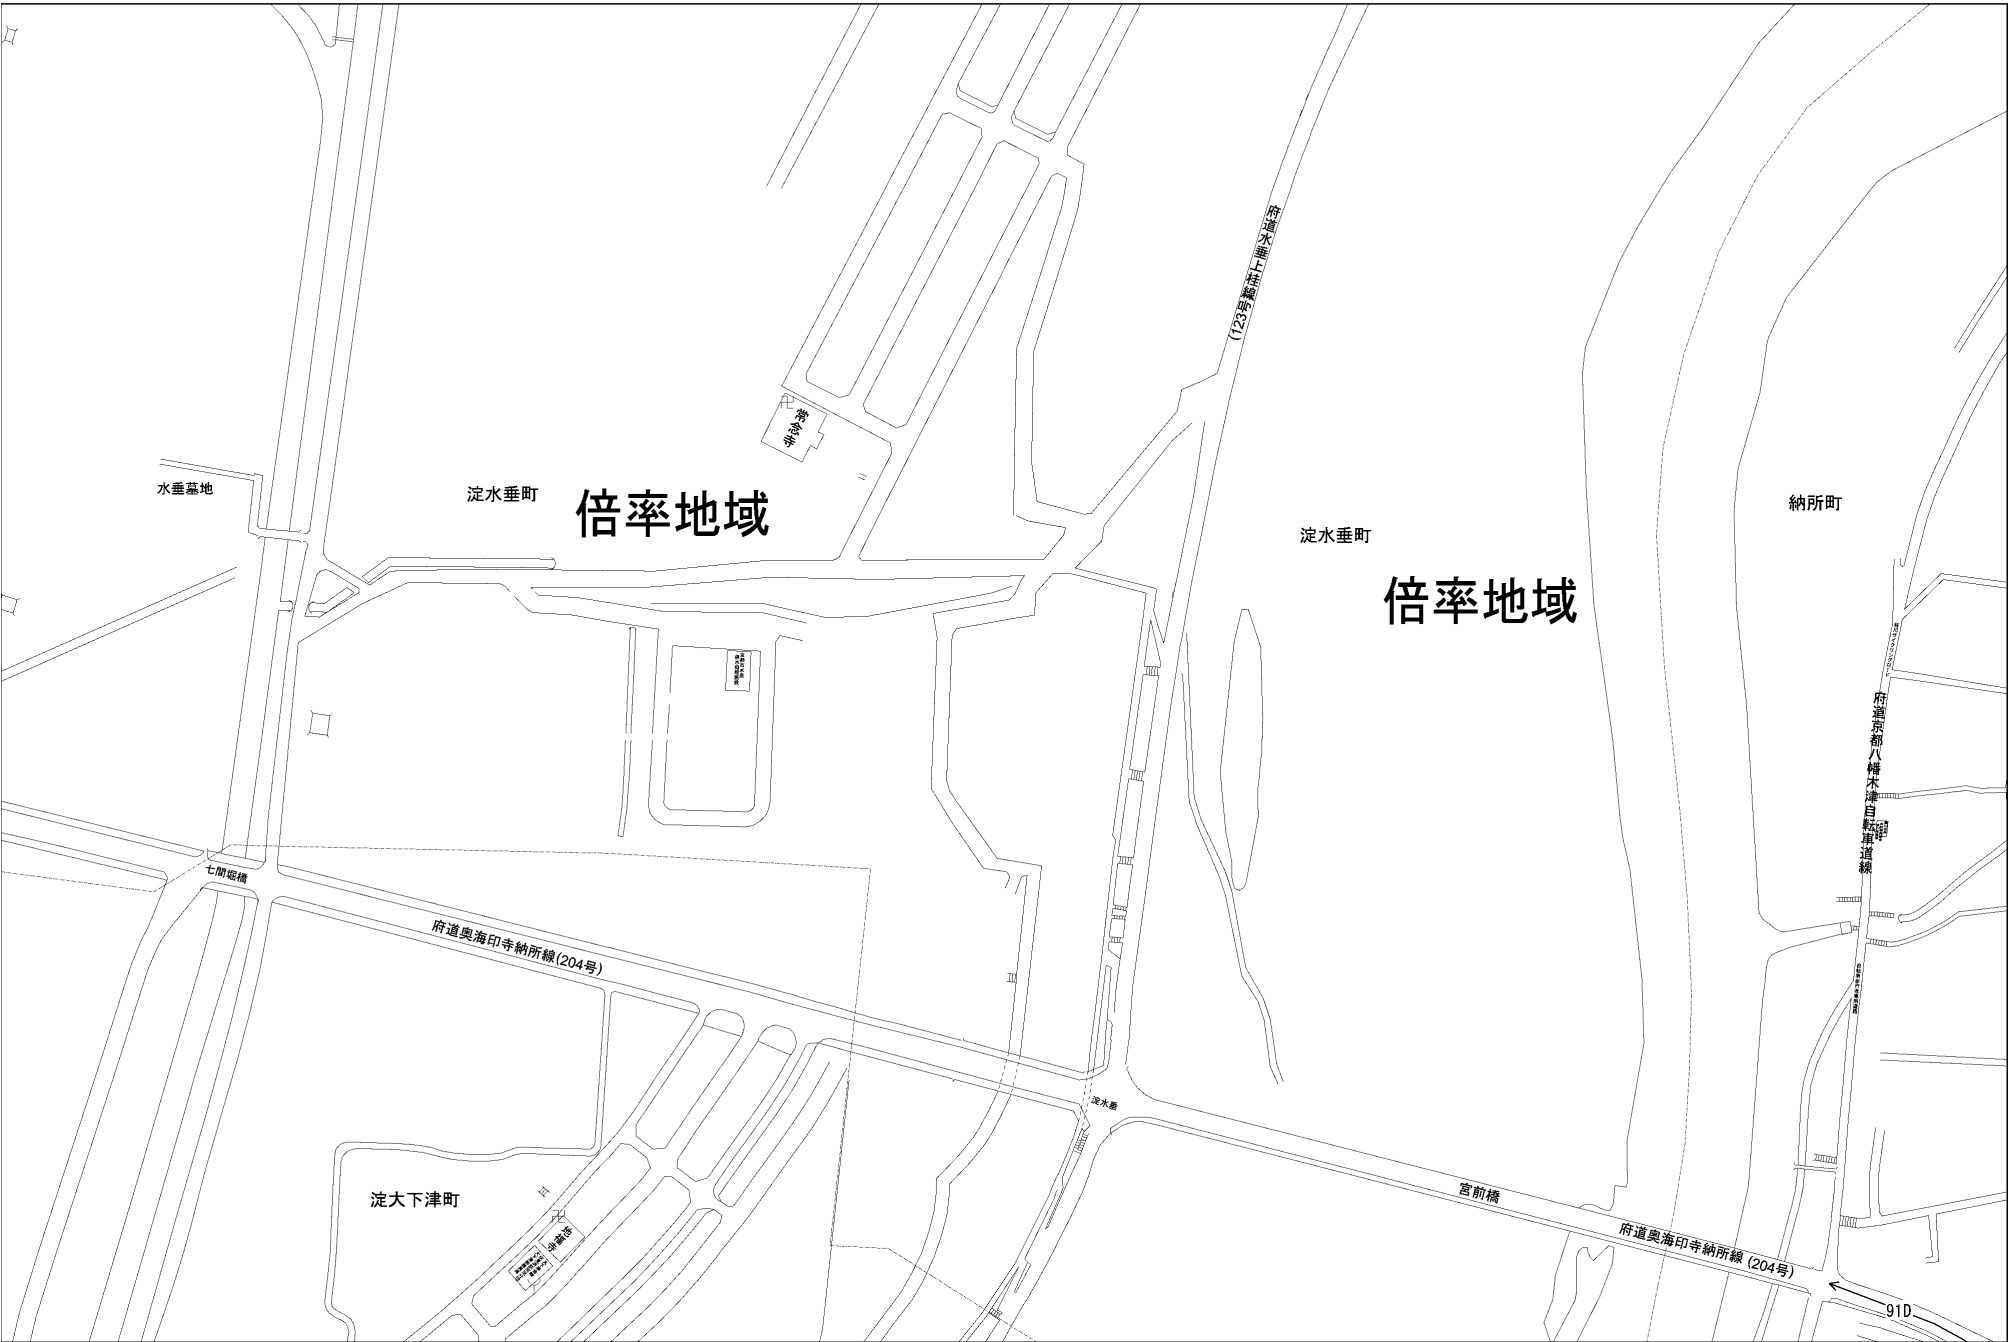 府道水垂上桂線
(123号線)
常念寺
水垂墓地
淀水垂町
倍率地域
納所町
淀水垂町
倍率地域
府道京都八幡木津自転車道線
七間堀橋
府道奥海印寺納所線(204号)
淀水垂
淀大下津町
地福寺
宮前橋
府道奥海印寺納所線 (204号)
91D